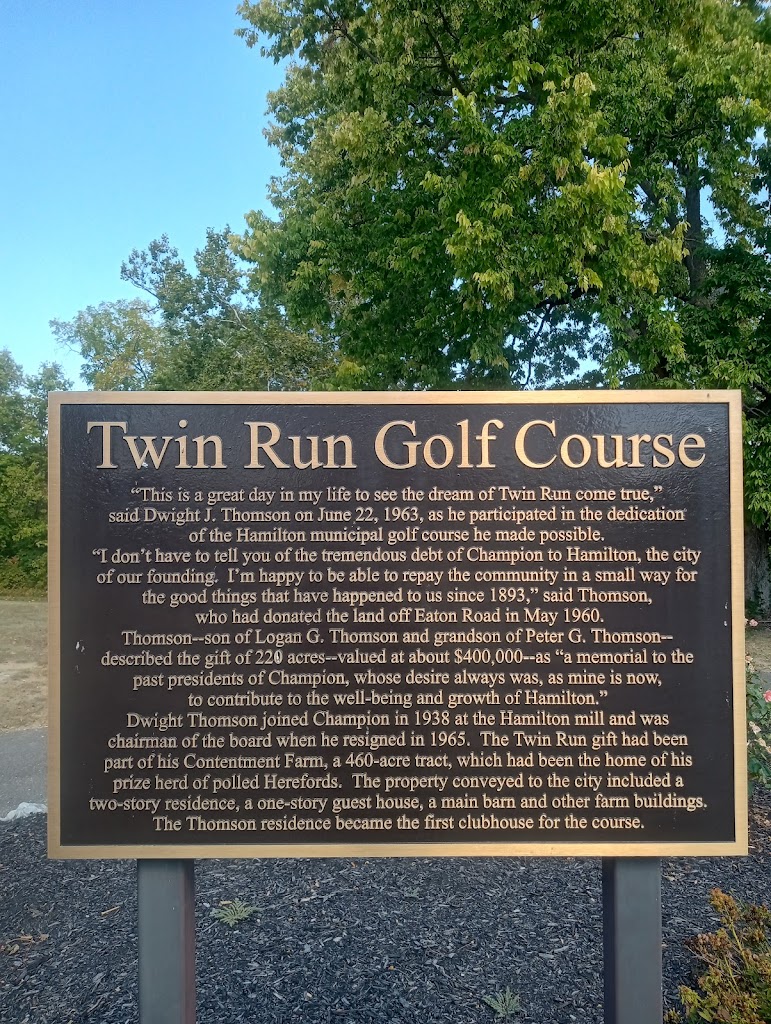 Twin Run Golf Course
“This is a great day in my life to see the dream of Twin Run come true,”
said Dwight J. Thomson on June 22, 1963, as he participated in the dedication
of the Hamilton municipal golf course he made possible.
“I don’t have to tell you of the tremendous debt of Champion to Hamilton, the city
of our founding.  I’m happy to be able to repay the community in a small way for
the good things that have happened to us since 1893,” said Thomson,
who had donated the land off Eaton Road in May 1960.
Thomson--son of Logan G. Thomson and grandson of Peter G. Thomson--
described the gift of 220 acres--valued at about $400,000--as “a memorial to the
past presidents of Champion, whose desire always was, as mine is now,
to contribute to the well-being and growth of Hamilton.”
Dwight Thomson joined Champion in 1938 at the Hamilton mill and was
chairman of the board when he resigned in 1965.  The Twin Run gift had been
part of his Contentment Farm, a 460-acre tract, which had been the home of his
prize herd of polled Herefords.  The property conveyed to the city included a
two-story residence, a one-story guest house, a main barn and other farm buildings.
The Thomson residence became the first clubhouse for the course.